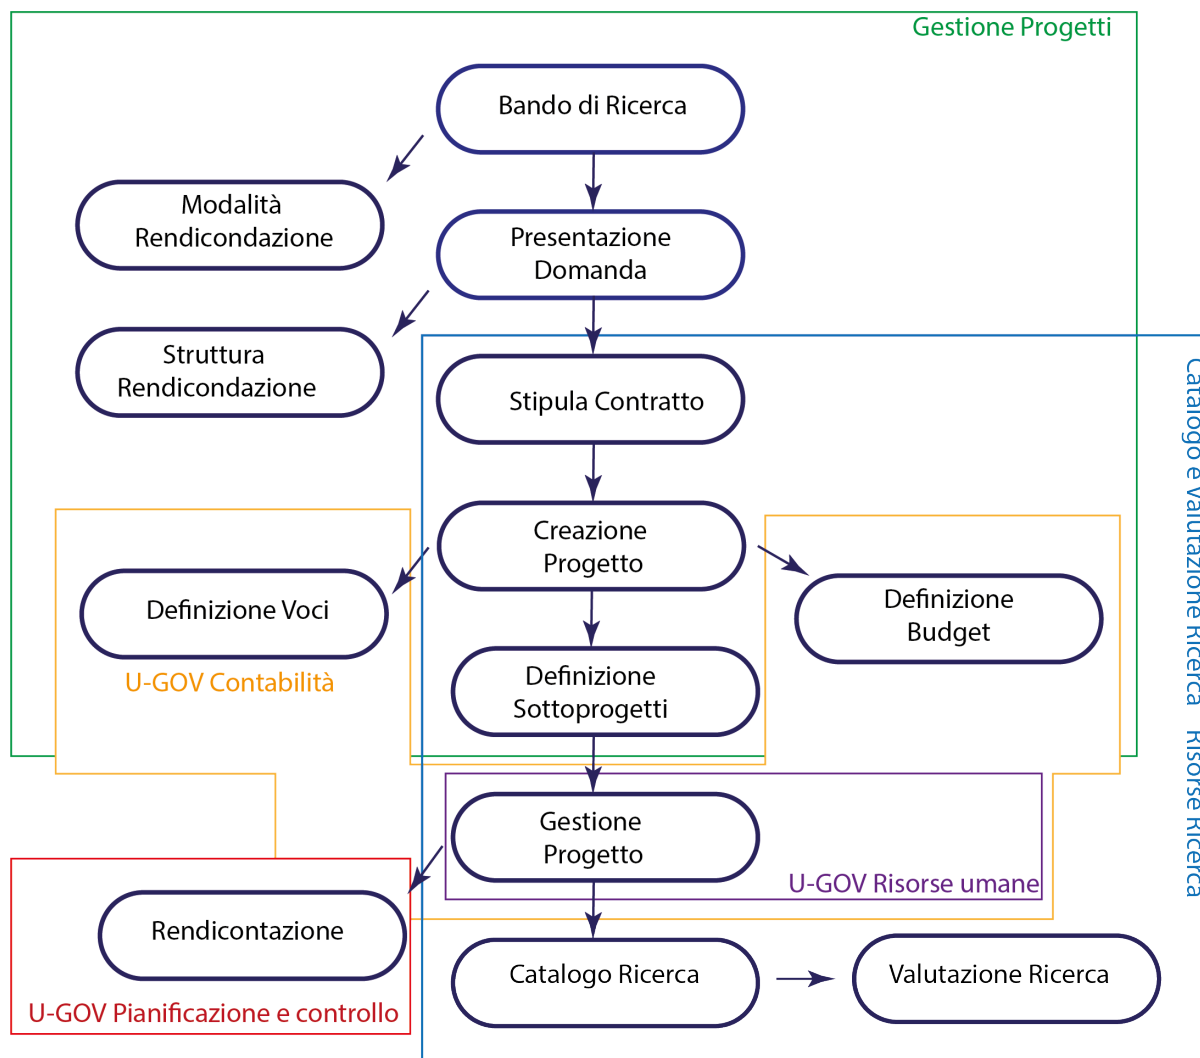 Gestione Progetti
Bando di Ricerca
Modalità
Rendicondazione
Presentazione
Domanda
Struttura
Rendicondazione
Stipula Contratto
Catalogo e Valutazione Ricerca
Risorse Ricerca
Creazione
Progetto
Definizione Voci
Definizione
Budget
U-GOV Contabilità
Definizione
Sottoprogetti
Gestione
Progetto
U-GOV Risorse umane
Rendicontazione
U-GOV Pianificazione e controllo
Catalogo Ricerca
Valutazione Ricerca